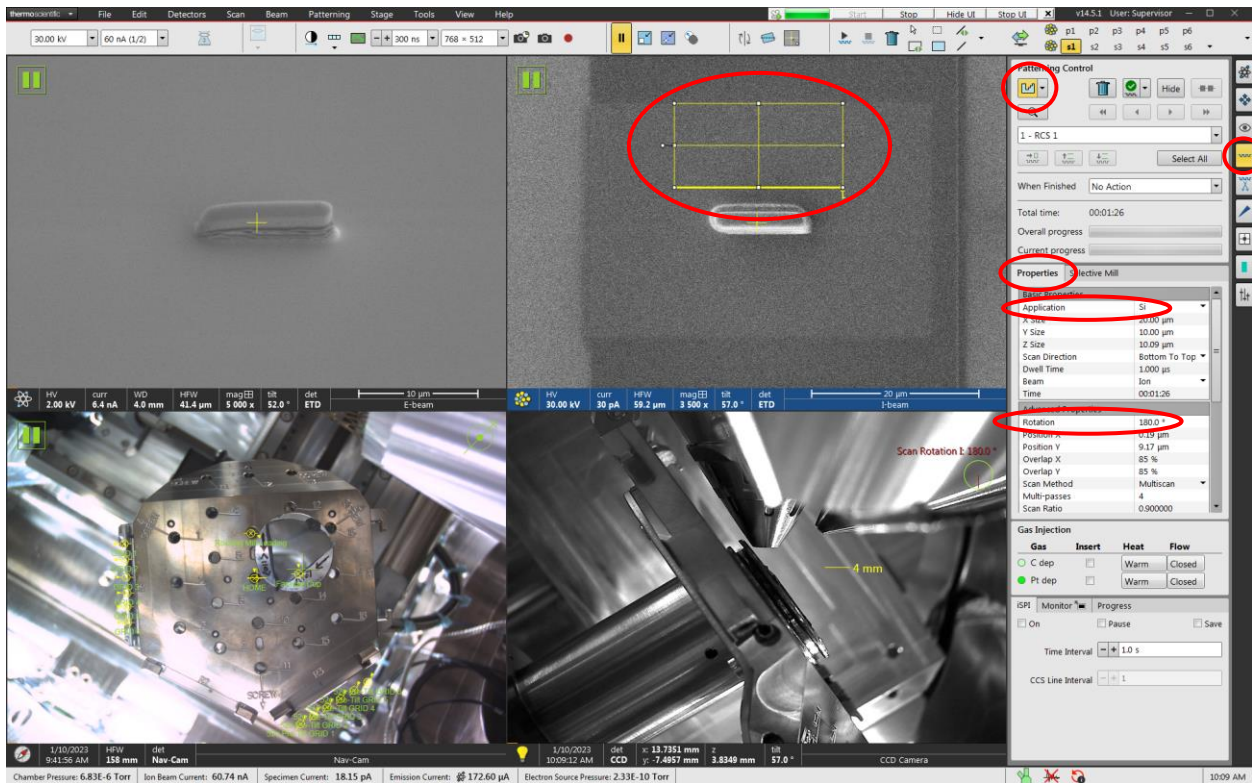 thermoscientific File Edit Detectors Scan Beam Patterning Stage Tools View Help Start Stop Hide UI Stop UI X v14.5.1 User: Supervisor
30.00 kV 60 nA (1/2) 300 ns 768 × 512 p1 p2 p3 p4 p5 p6
s1 s2 s3 s4 s5 s6
Patterning Control
Hide
1 - RCS 1
Select All
When Finished No Action
Total time: 00:01:26
Overall progress
Current progress
Properties Selective Mill
Basic Properties
Application Si
X Size 20.00 µm
Y Size 10.00 µm
Z Size 10.09 µm
Scan Direction Bottom To Top
Dwell Time 1.000 µs
Beam Ion
Time 00:01:26
Advanced Properties
Rotation 180.0 °
Position X 0.19 µm
Position Y 9.17 µm
Overlap X 85 %
Overlap Y 85 %
Scan Method Multiscan
Multi-passes 4
Scan Ratio 0.900000
Gas Injection
Gas Insert Heat Flow
C dep Warm Closed
Pt dep Warm Closed
iSPI Monitor Progress
On Pause Save
Time Interval 1.0 s
CCS Line Interval 1
HV curr WD HFW mag tilt det 10 µm
2.00 kV 6.4 nA 4.0 mm 41.4 µm 5 000 x 52.0 ° ETD E-beam
HV curr HFW mag tilt det 20 µm
30.00 kV 30 pA 59.2 µm 3 500 x 57.0 ° ETD I-beam
HOME
SCREW
Scan Rotation I: 180.0 °
4 mm
1/10/2023 HFW det
9:41:56 AM 158 mm Nav-Cam Nav-Cam
1/10/2023 det x: 13.7351 mm z tilt
10:09:12 AM CCD y: -7.4957 mm 3.8349 mm 57.0 ° CCD Camera
Chamber Pressure: 6.83E-6 Torr Ion Beam Current: 60.74 nA Specimen Current: 18.15 pA Emission Current: 172.60 µA Electron Source Pressure: 2.33E-10 Torr 10:09 AM